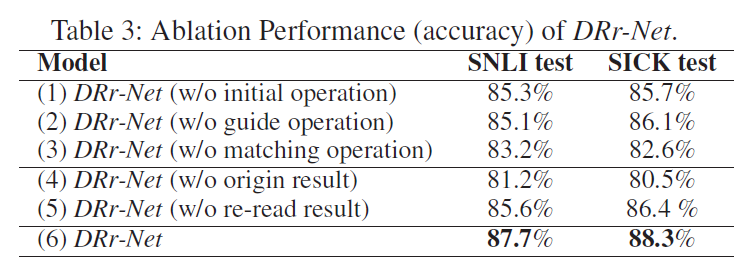 Table 3: Ablation Performance (accuracy) of DRr-Net.
Model SNLI test SICK test
(1) DRr-Net (w/o initial operation) 85.3% 85.7%
(2) DRr-Net (w/o guide operation) 85.1% 86.1%
(3) DRr-Net (w/o matching operation) 83.2% 82.6%
(4) DRr-Net (w/o origin result) 81.2% 80.5%
(5) DRr-Net (w/o re-read result) 85.6% 86.4 %
(6) DRr-Net 87.7% 88.3%